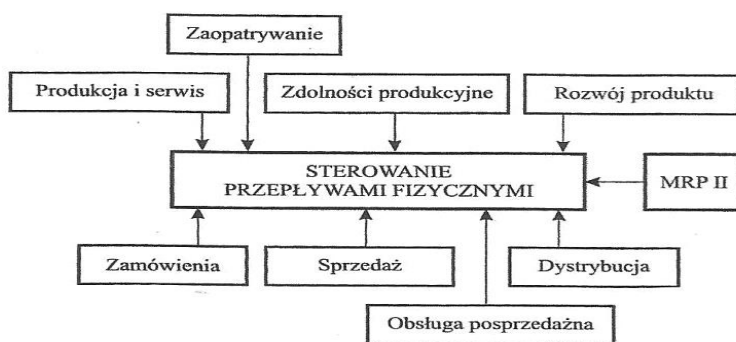 Zaopatrywanie
Produkcja i serwis
Zdolności produkcyjne
Rozwój produktu
STEROWANIE
PRZEPŁYWAMI FIZYCZNYMI
MRP II
Zamówienia
Sprzedaż
Dystrybucja
Obsługa posprzedażna